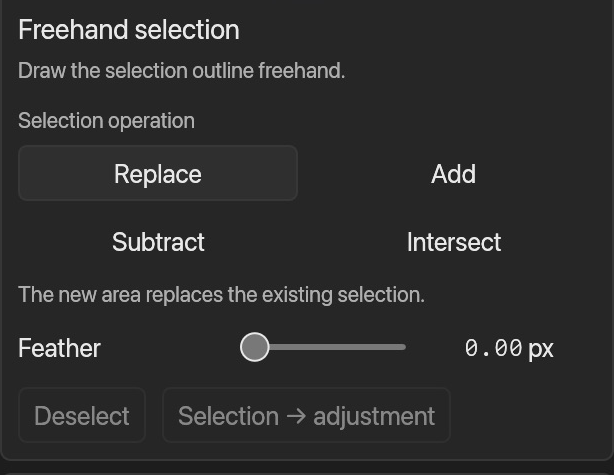 Freehand selection
Draw the selection outline freehand.
Selection operation
Replace Add
Subtract Intersect
The new area replaces the existing selection.
Feather 0.00 px
Deselect Selection → adjustment